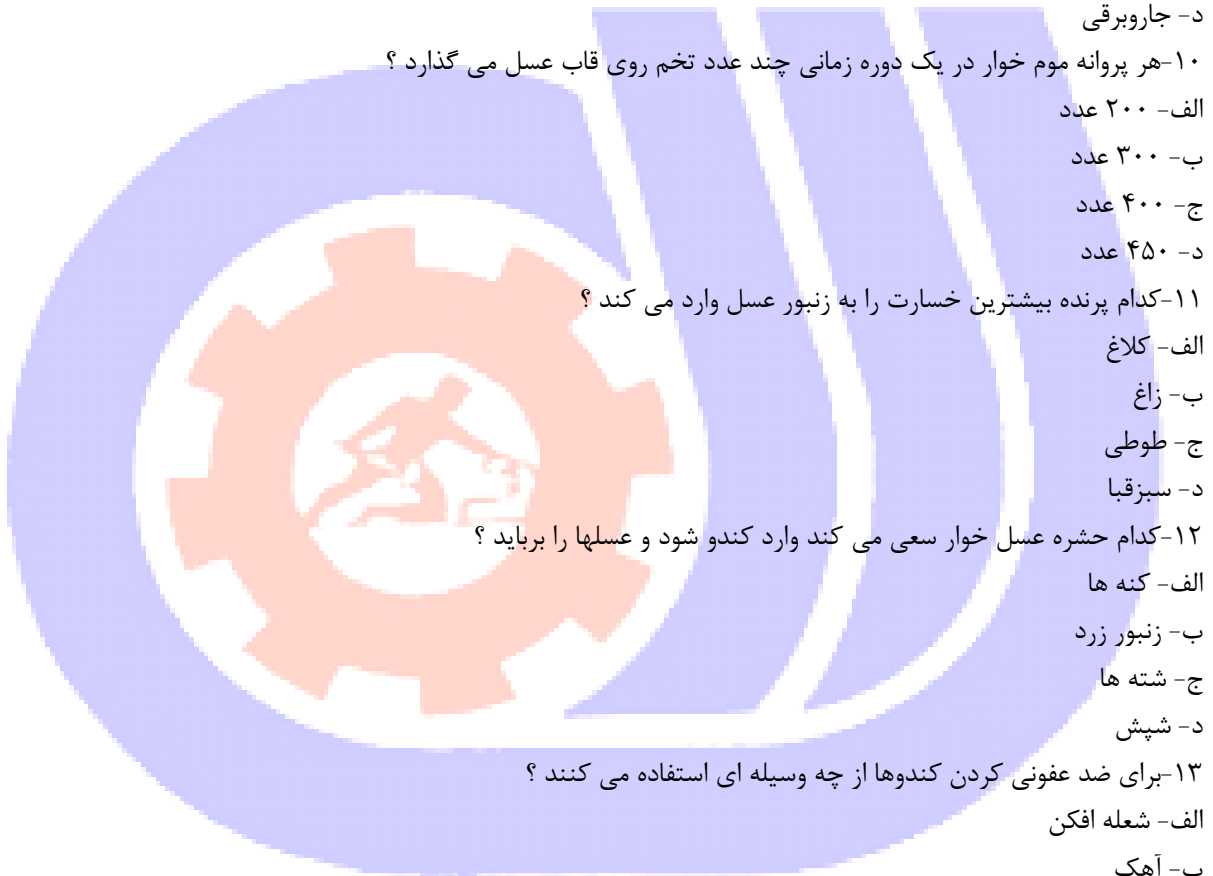 د- جاروبرقی
۱۰-هر پروانه موم خوار در یک دوره زمانی چند عدد تخم روی قاب عسل می گذارد ؟
الف- ۲۰۰ عدد
ب- ۳۰۰ عدد
ج- ۴۰۰ عدد
د- ۴۵۰ عدد
۱۱-کدام پرنده بیشترین خسارت را به زنبور عسل وارد می کند ؟
الف- کلاغ
ب- زاغ
ج- طوطی
د- سبزقبا
۱۲-کدام حشره عسل خوار سعی می کند وارد کندو شود و عسلها را برباید ؟
الف- کنه ها
ب- زنبور زرد
ج- شته ها
د- شپش
۱۳-برای ضد عفونی کردن کندوها از چه وسیله ای استفاده می کنند ؟
الف- شعله افکن
ب- آهک